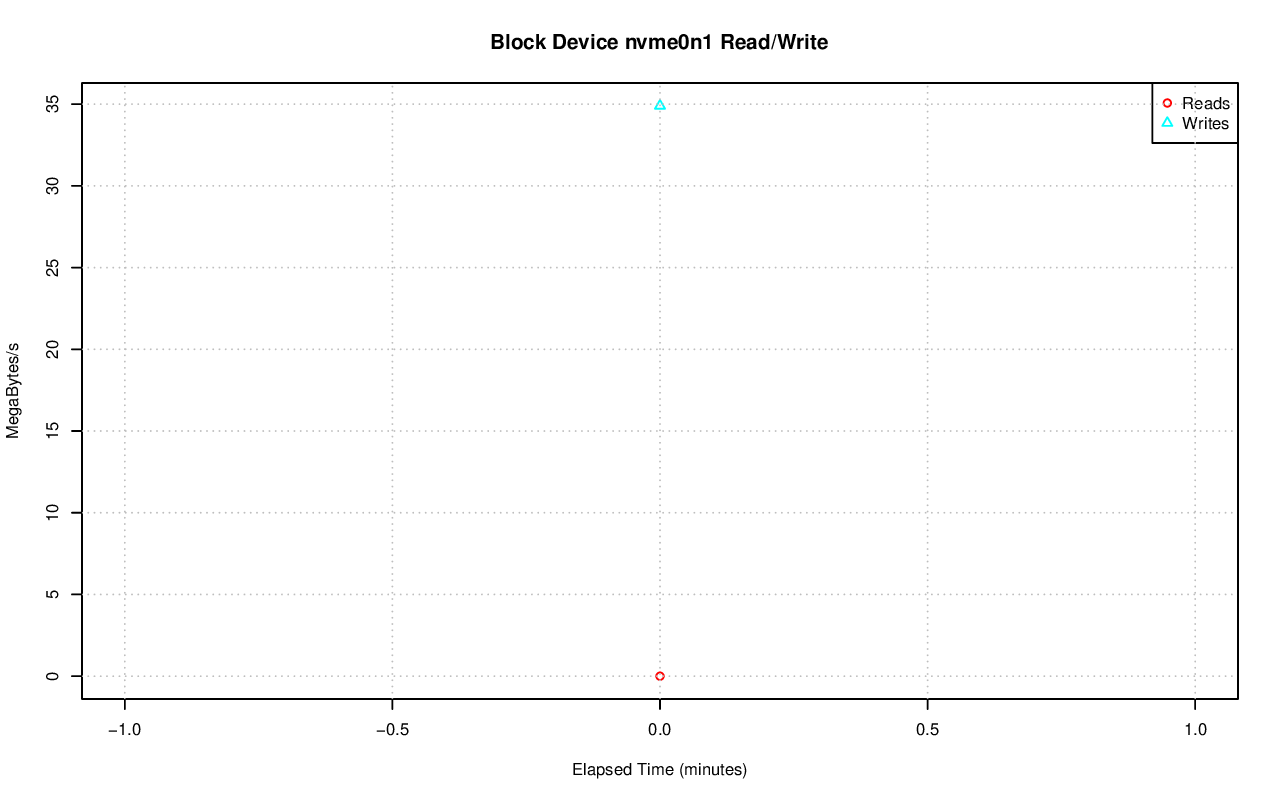 Block Device nvme0n1 Read/Write
Reads
Writes
MegaBytes/s
35
30
25
20
15
10
5
0
−1.0
−0.5
0.0
0.5
1.0
Elapsed Time (minutes)